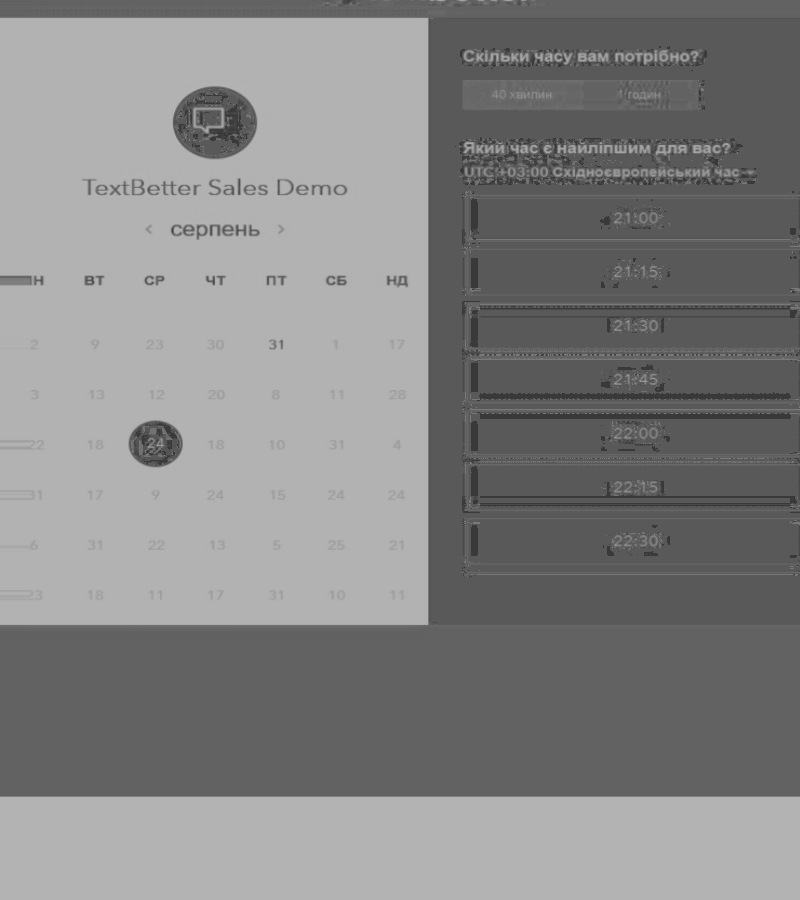 TextBetter Sales Demo
‹ серпень ›
Н ВТ СР ЧТ ПТ СБ НД
2 9 23 30 31 1 17
3 13 12 20 8 11 28
22 18 24 18 10 31 4
31 17 9 24 15 24 24
6 31 22 13 5 25 21
23 18 11 17 31 10 11
Скільки часу вам потрібно?
40 хвилин 1 годин
Який час є найліпшим для вас?
UTC +03:00 Східноєвропейський час
21:00
21:15
21:30
21:45
22:00
22:15
22:30